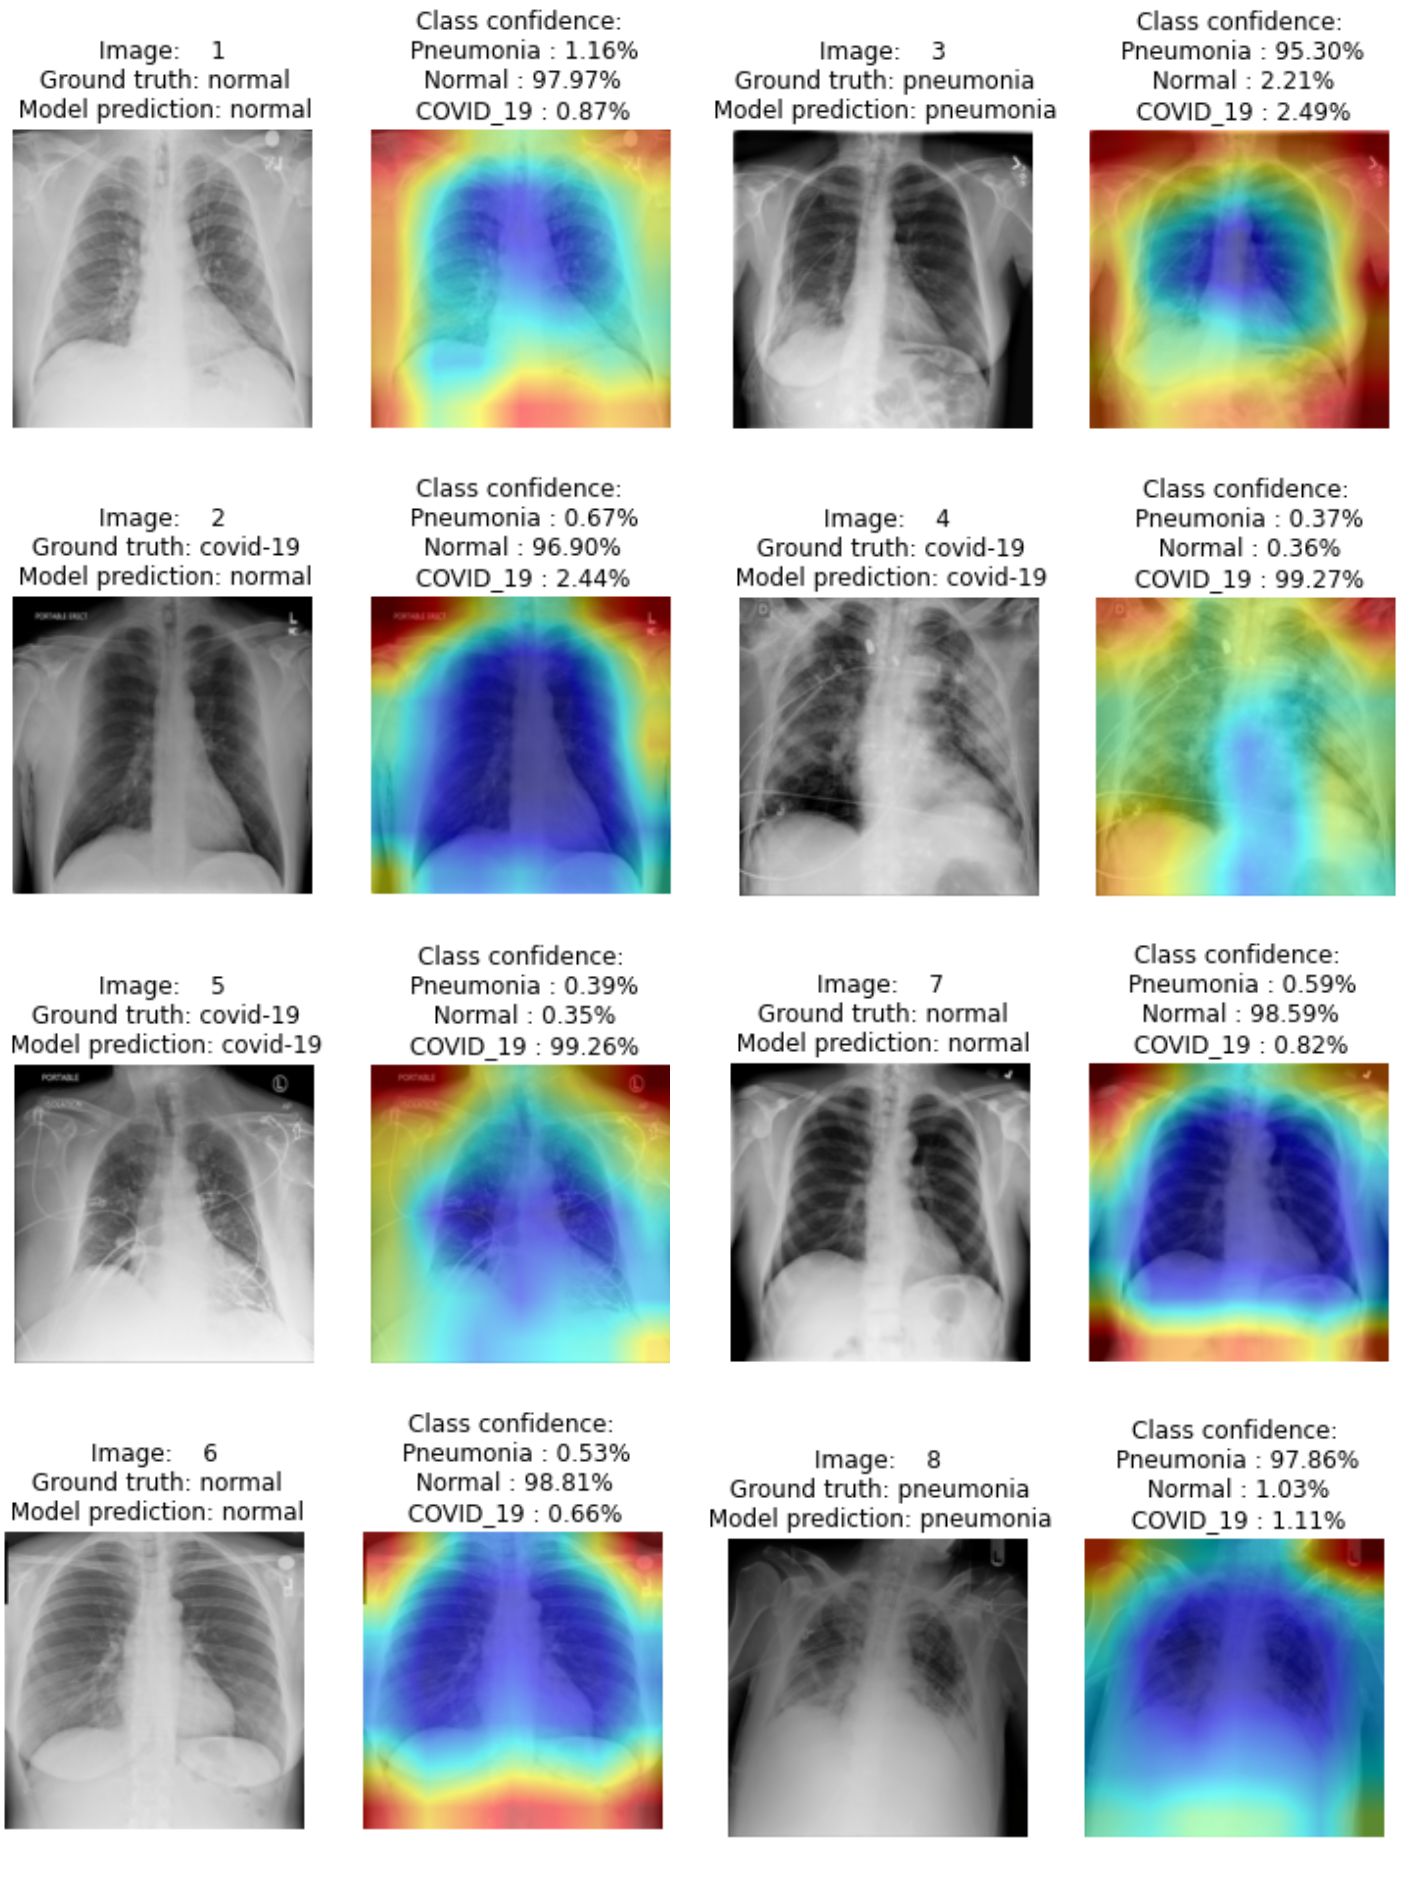 Image: 1
Ground truth: normal
Model prediction: normal
Class confidence:
Pneumonia : 1.16%
Normal : 97.97%
COVID_19 : 0.87%
Image: 3
Ground truth: pneumonia
Model prediction: pneumonia
Class confidence:
Pneumonia : 95.30%
Normal : 2.21%
COVID_19 : 2.49%
Image: 2
Ground truth: covid-19
Model prediction: normal
PORTABLE ERECT
L
Class confidence:
Pneumonia : 0.67%
Normal : 96.90%
COVID_19 : 2.44%
PORTABLE ERECT
L
Image: 4
Ground truth: covid-19
Model prediction: covid-19
D
Class confidence:
Pneumonia : 0.37%
Normal : 0.36%
COVID_19 : 99.27%
D
Image: 5
Ground truth: covid-19
Model prediction: covid-19
PORTABLE
L
Class confidence:
Pneumonia : 0.39%
Normal : 0.35%
COVID_19 : 99.26%
PORTABLE
L
Image: 7
Ground truth: normal
Model prediction: normal
Class confidence:
Pneumonia : 0.59%
Normal : 98.59%
COVID_19 : 0.82%
Image: 6
Ground truth: normal
Model prediction: normal
Class confidence:
Pneumonia : 0.53%
Normal : 98.81%
COVID_19 : 0.66%
Image: 8
Ground truth: pneumonia
Model prediction: pneumonia
L
Class confidence:
Pneumonia : 97.86%
Normal : 1.03%
COVID_19 : 1.11%
L